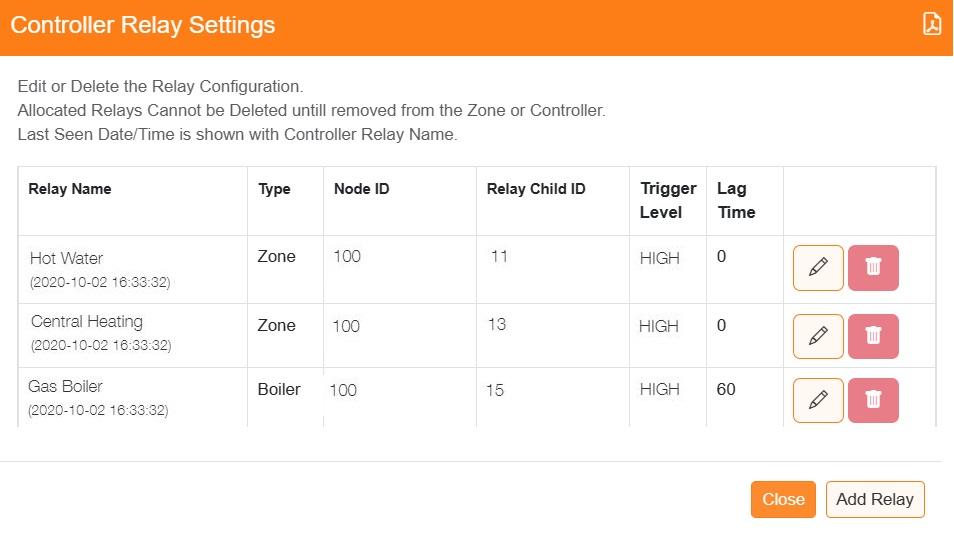 Controller Relay Settings
Edit or Delete the Relay Configuration.
Allocated Relays Cannot be Deleted untill removed from the Zone or Controller.
Last Seen Date/Time is shown with Controller Relay Name.
Relay Name Type Node ID Relay Child ID Trigger Level Lag Time
Hot Water Zone 100 11 HIGH 0
(2020-10-02 16:33:32)
Central Heating Zone 100 13 HIGH 0
(2020-10-02 16:33:32)
Gas Boiler Boiler 100 15 HIGH 60
(2020-10-02 16:33:32)
Close Add Relay